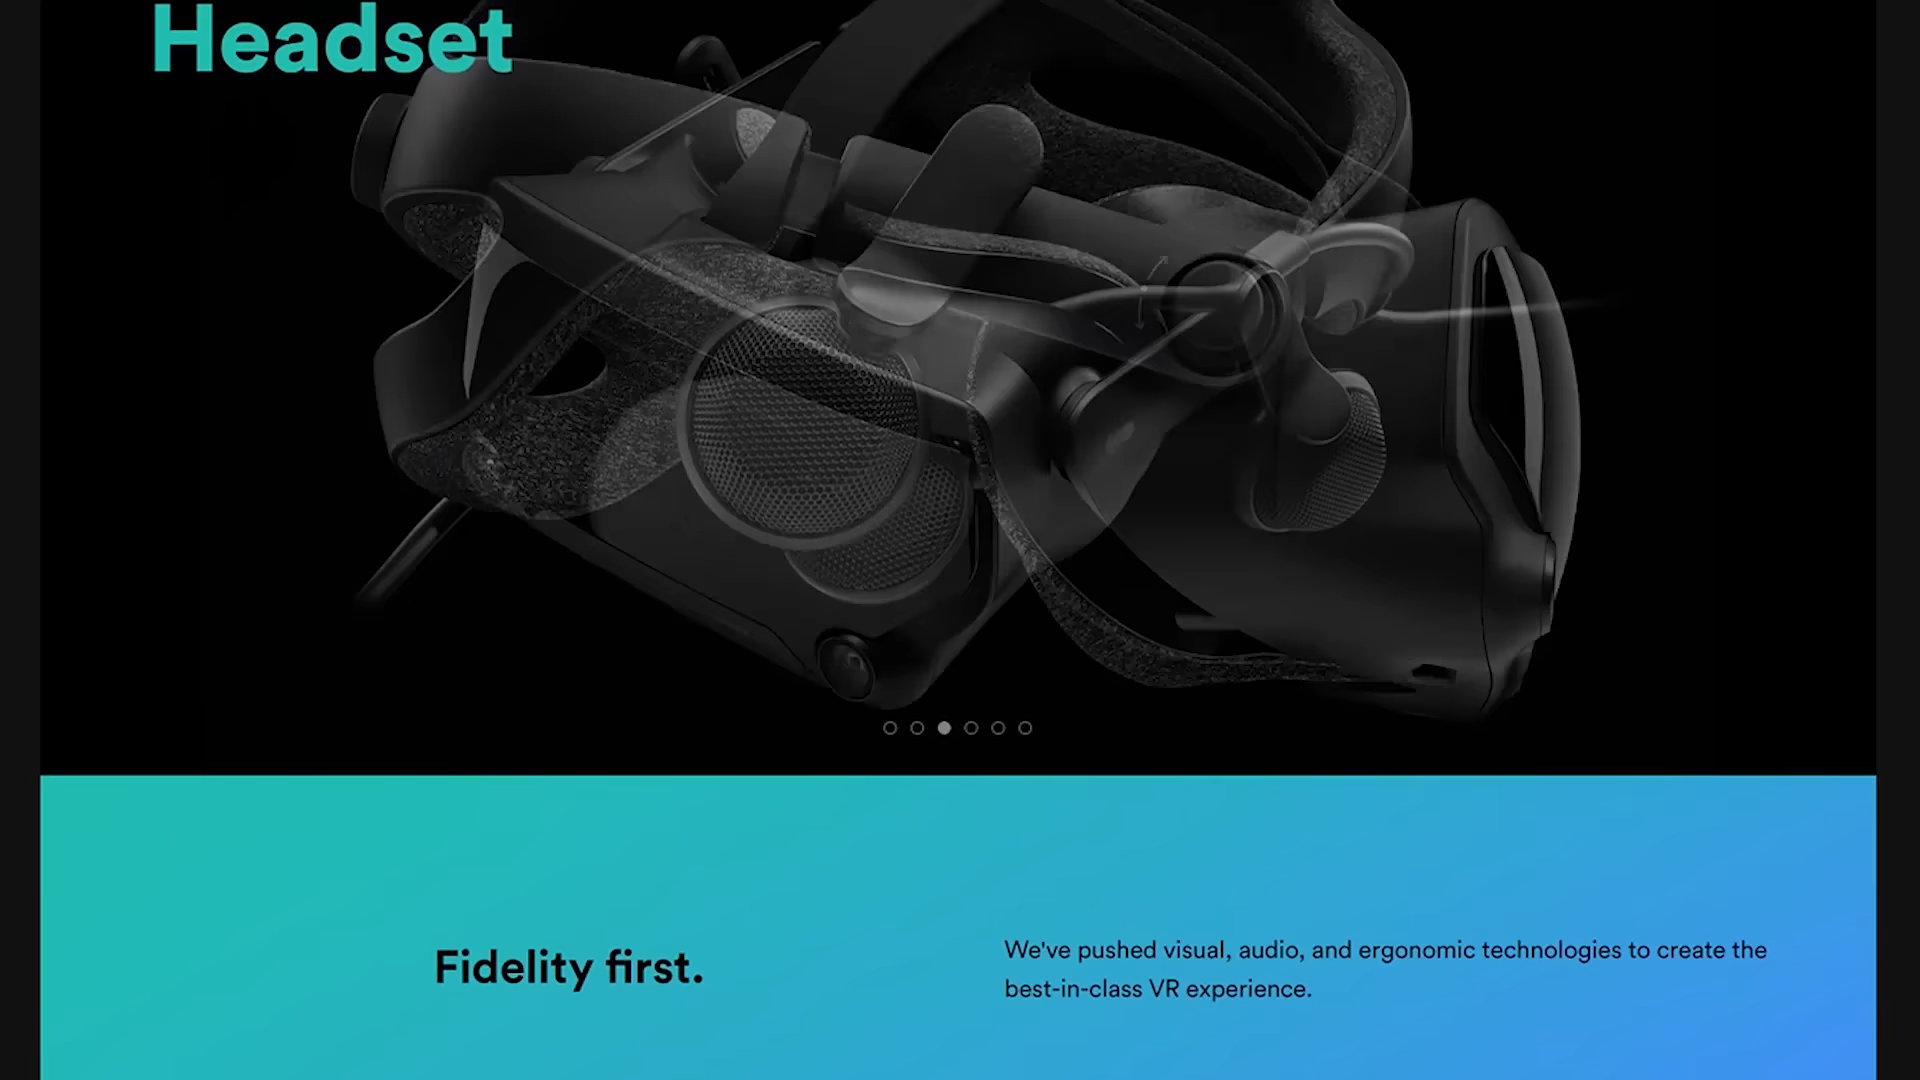 Headset
Fidelity first.
We've pushed visual, audio, and ergonomic technologies to create the
best-in-class VR experience.